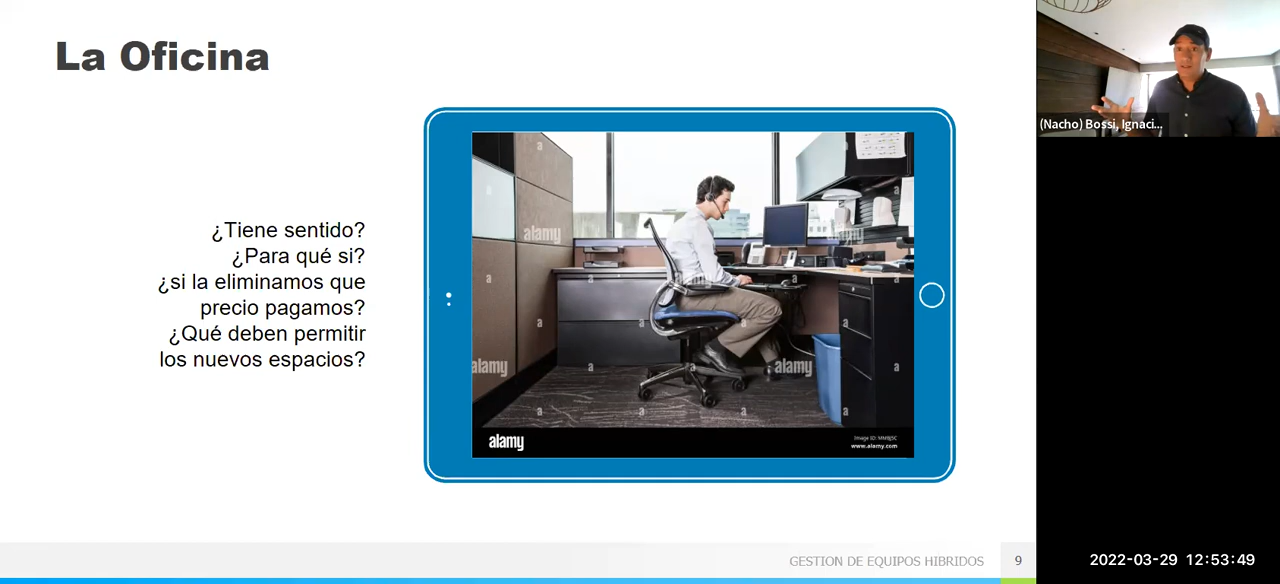 La Oficina
¿Tiene sentido?
¿Para qué si?
¿si la eliminamos que
precio pagamos?
¿Qué deben permitir
los nuevos espacios?
a
alamy
alamy
a
a
a
alamy
alamy
a
a
a
alamy
www.alamy.com
(Nacho) Bossi, Ignaci...
GESTION DE EQUIPOS HIBRIDOS
9
2022-03-29 12:53:49